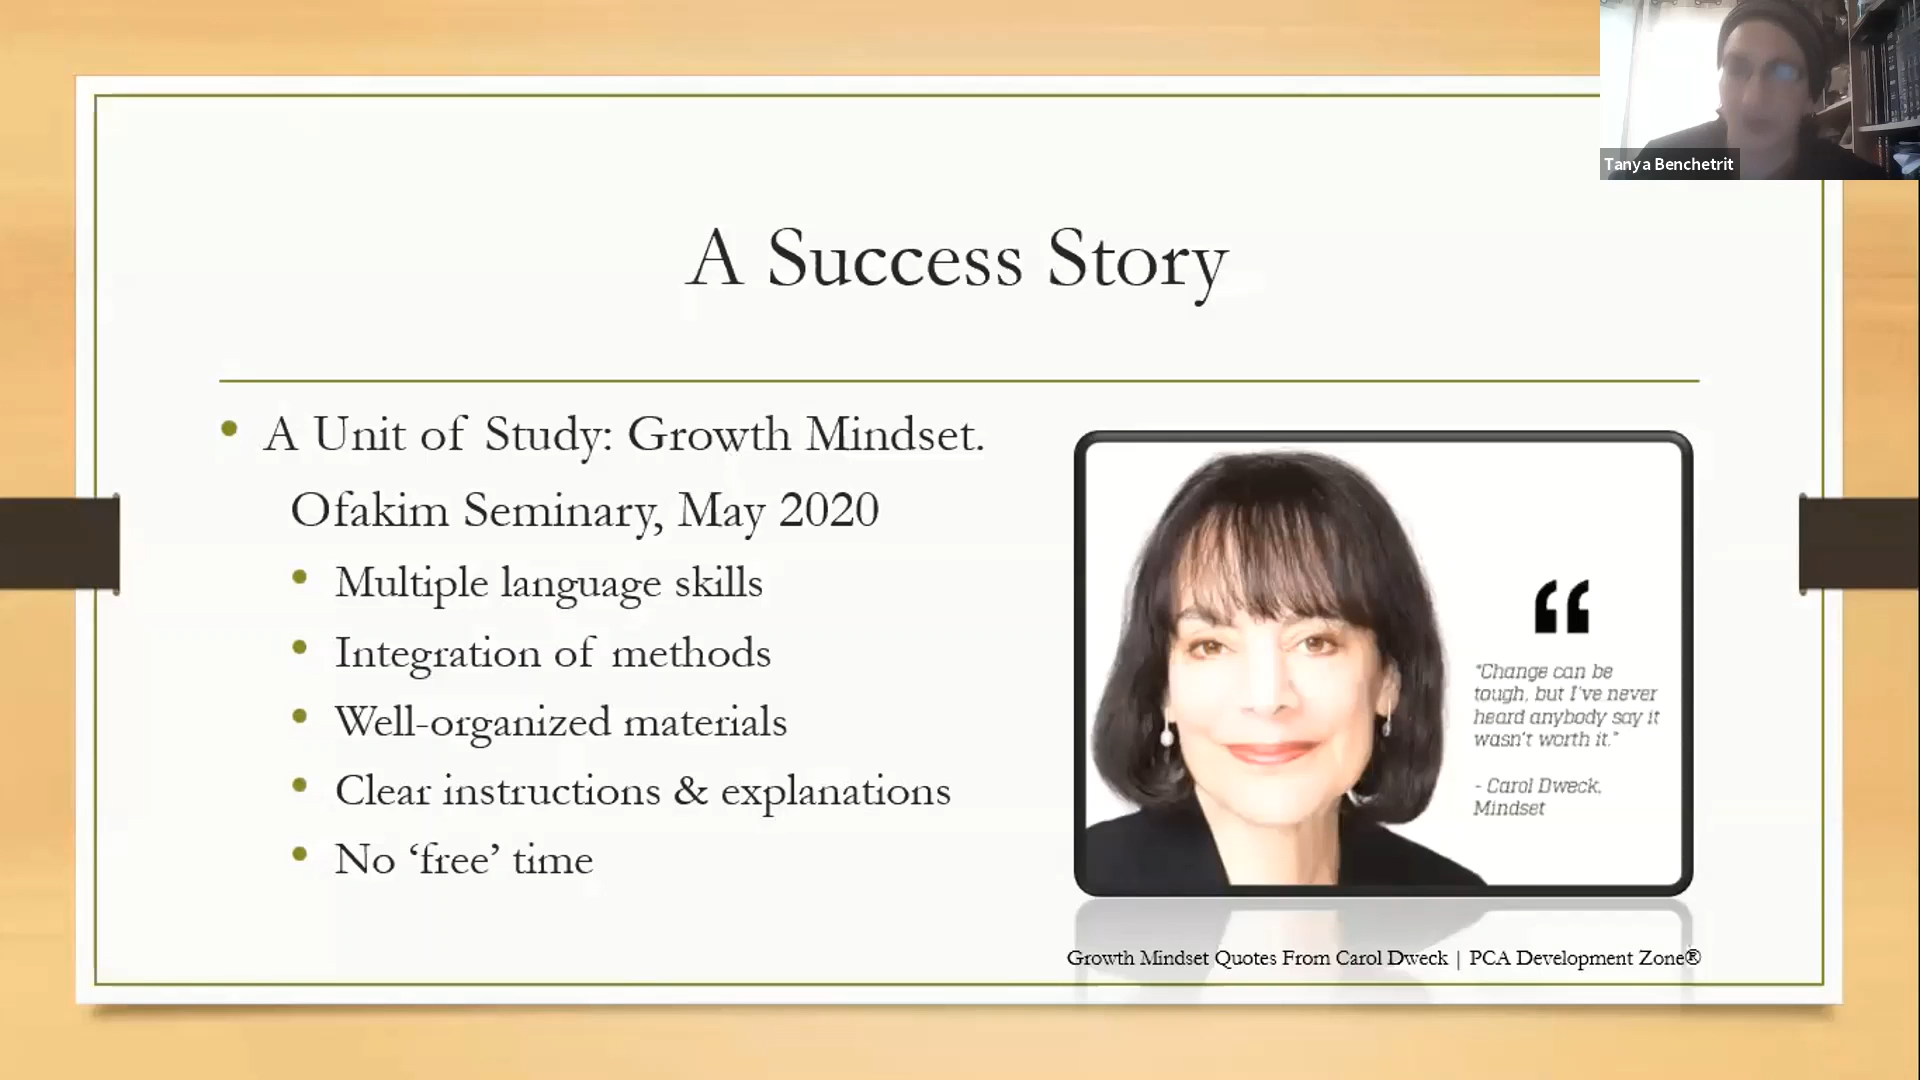 Tanya Benchetrit
A Success Story
• A Unit of Study: Growth Mindset.
Ofakim Seminary, May 2020
• Multiple language skills
• Integration of methods
• Well-organized materials
• Clear instructions & explanations
• No ‘free’ time
“
“Change can be
tough, but I've never
heard anybody say it
wasn't worth it.”
- Carol Dweck,
Mindset
Growth Mindset Quotes From Carol Dweck | PCA Development Zone®